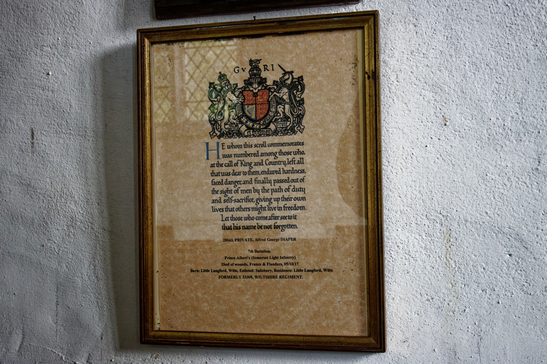 GVRI
HE whom this scroll commemorates
was numbered among those who,
at the call of King and Country, left all
that was dear to them, endured hardness,
faced danger, and finally passed out of
the sight of men by the path of duty
and self-sacrifice, giving up their own
lives that others might live in freedom.
Let those who come after see to it
that his name be not forgotten.
PRIVATE, Alfred George
7th Battalion,
Prince Albert's (Somerset Light Infantry)
Died of wounds, France & Flanders,
Born: Little Langford, Wilts, Enlisted: Salisbury, Residence: Little Langford, Wilts
FORMERLY WILTSHIRE REGIMENT.